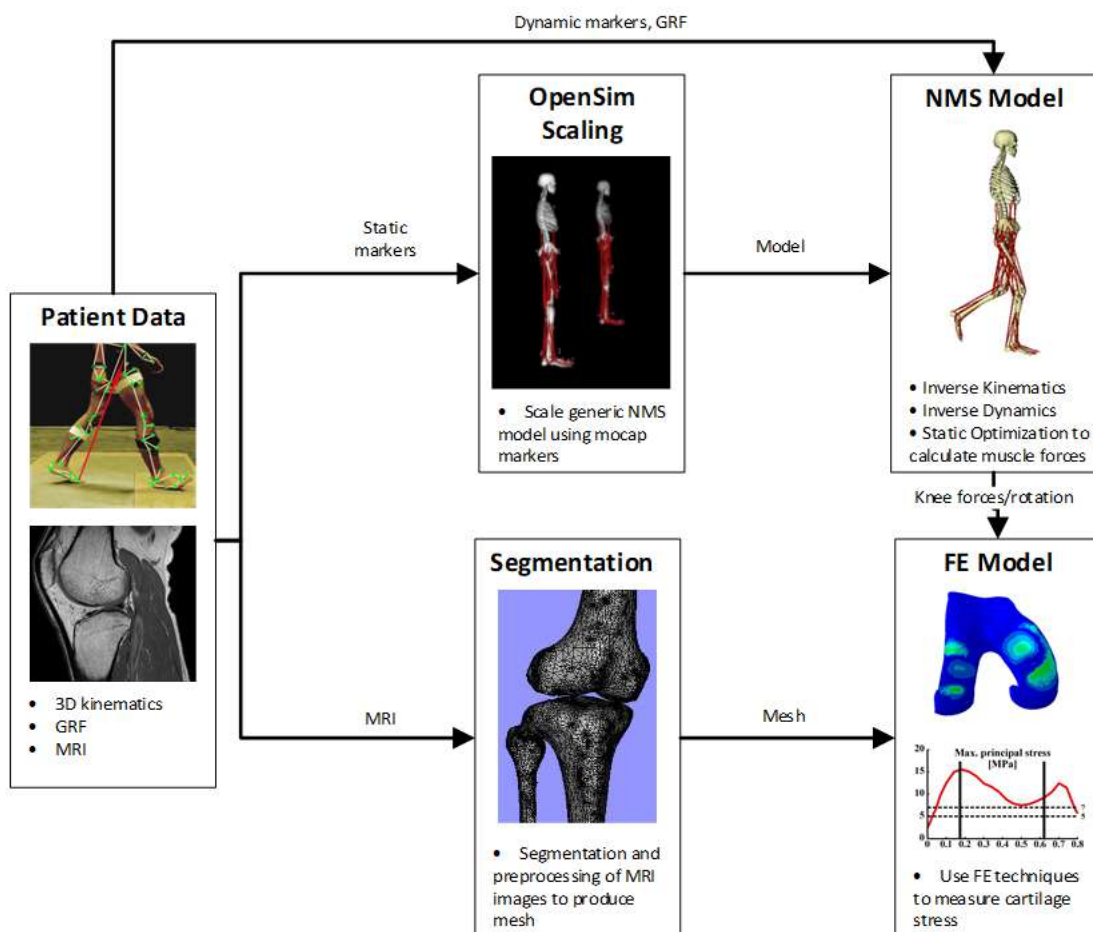 Dynamic markers, GRF
OpenSim
Scaling
NMS Model
Static
markers
Model
Patient Data
• Scale generic NMS
model using mocap
markers
• Inverse Kinematics
• Inverse Dynamics
• Static Optimization to
calculate muscle forces
Knee forces/rotation
Segmentation
FE Model
• 3D kinematics
• GRF
• MRI
MRI
Mesh
Max. principal stress
[MPa]
20
15
10
5
0
7
5
0 0.1 0.2 0.3 0.4 0.5 0.6 0.7 0.8
• Segmentation and
preprocessing of MRI
images to produce
mesh
• Use FE techniques
to measure cartilage
stress